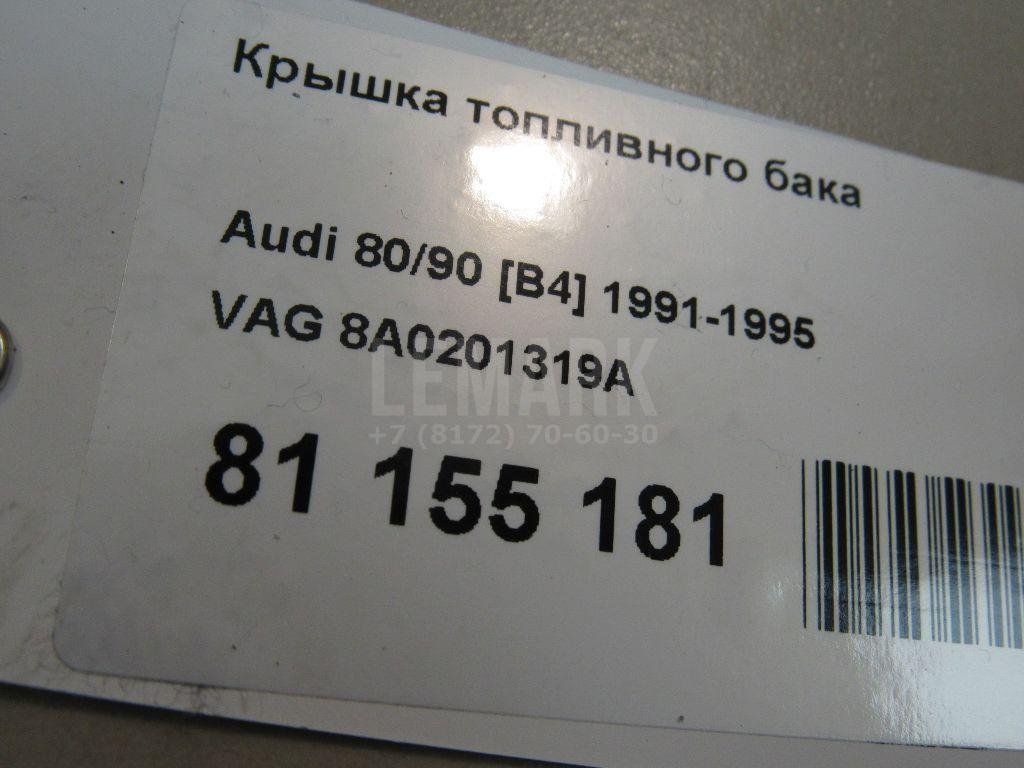 Крышка топливного бака
Audi 80/90 [B4] 1991-1995
VAG 8A0201319A
LEMARK
+7 (8172) 70-60-30
81 155 181